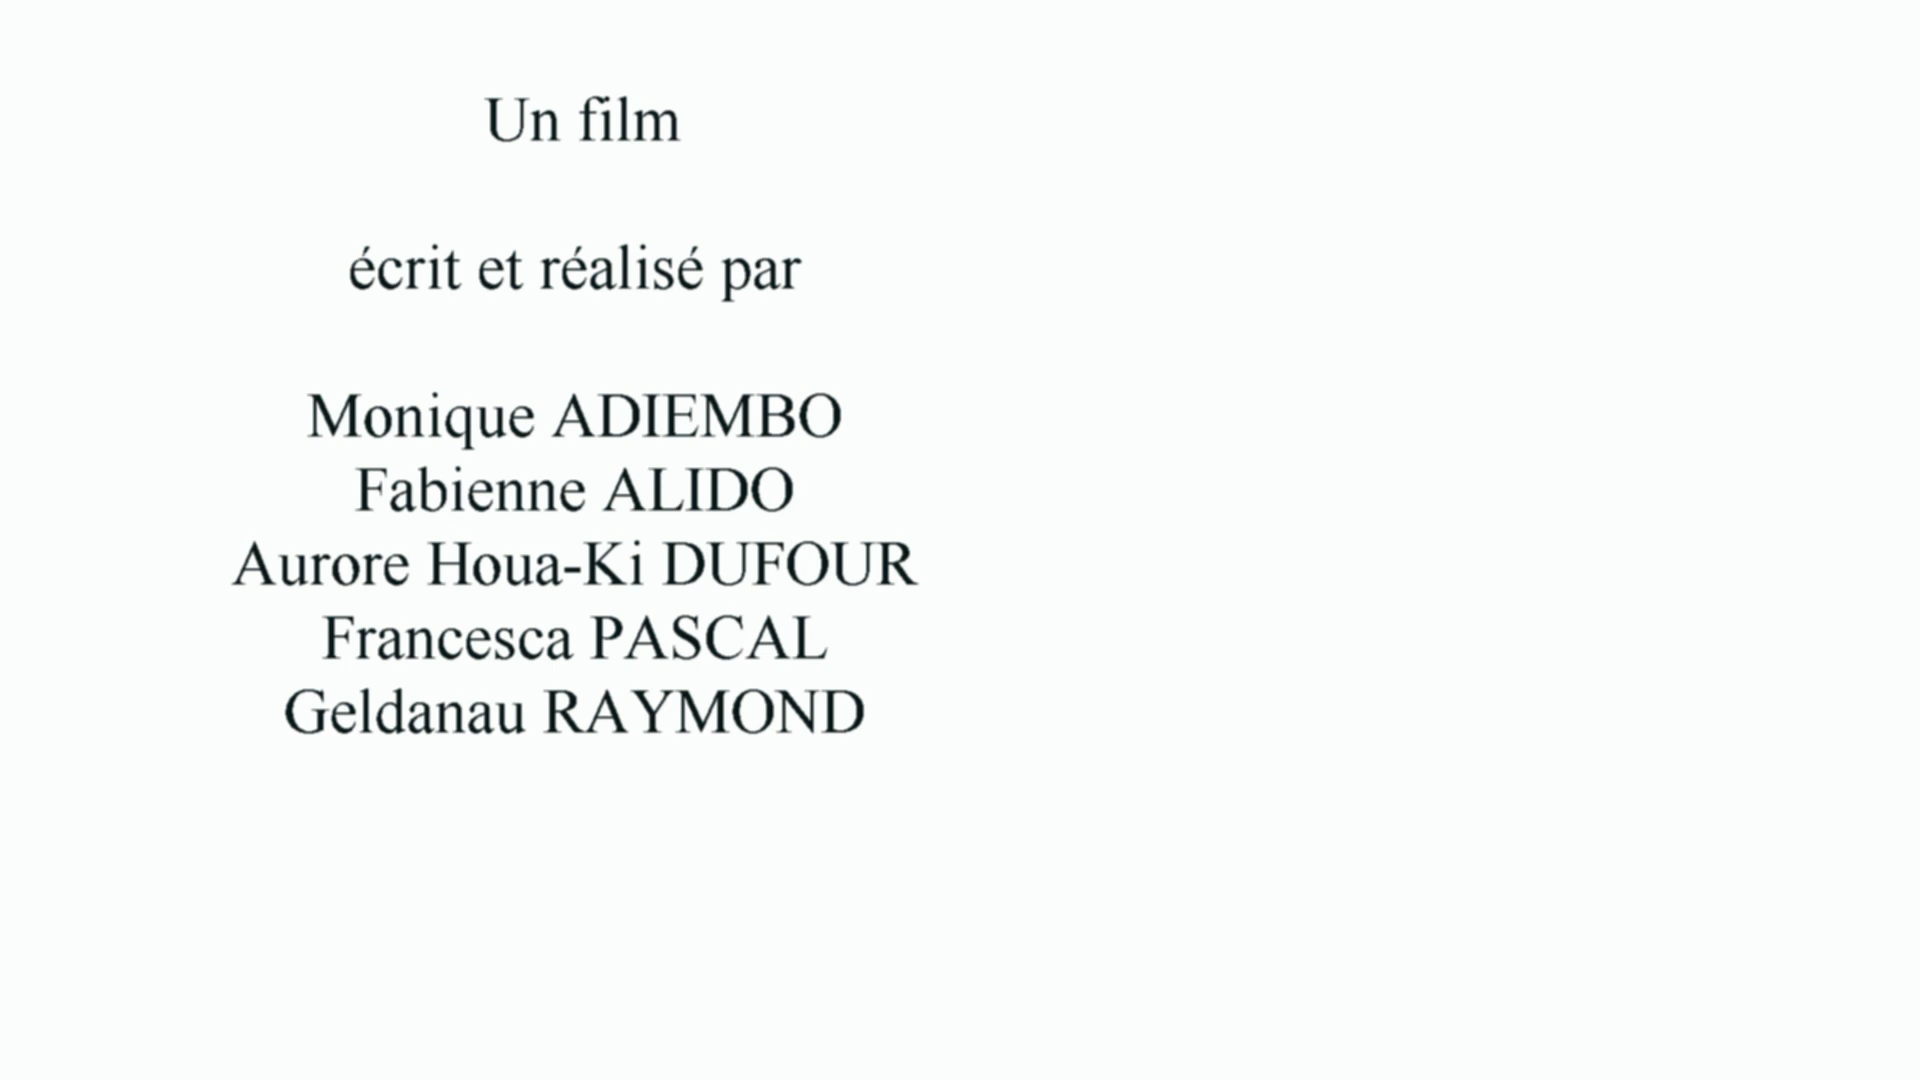 Un film
écrit et réalisé par
Monique ADIEMBO
Fabienne ALIDO
Aurore Houa-Ki DUFOUR
Francesca PASCAL
Geldanau RAYMOND